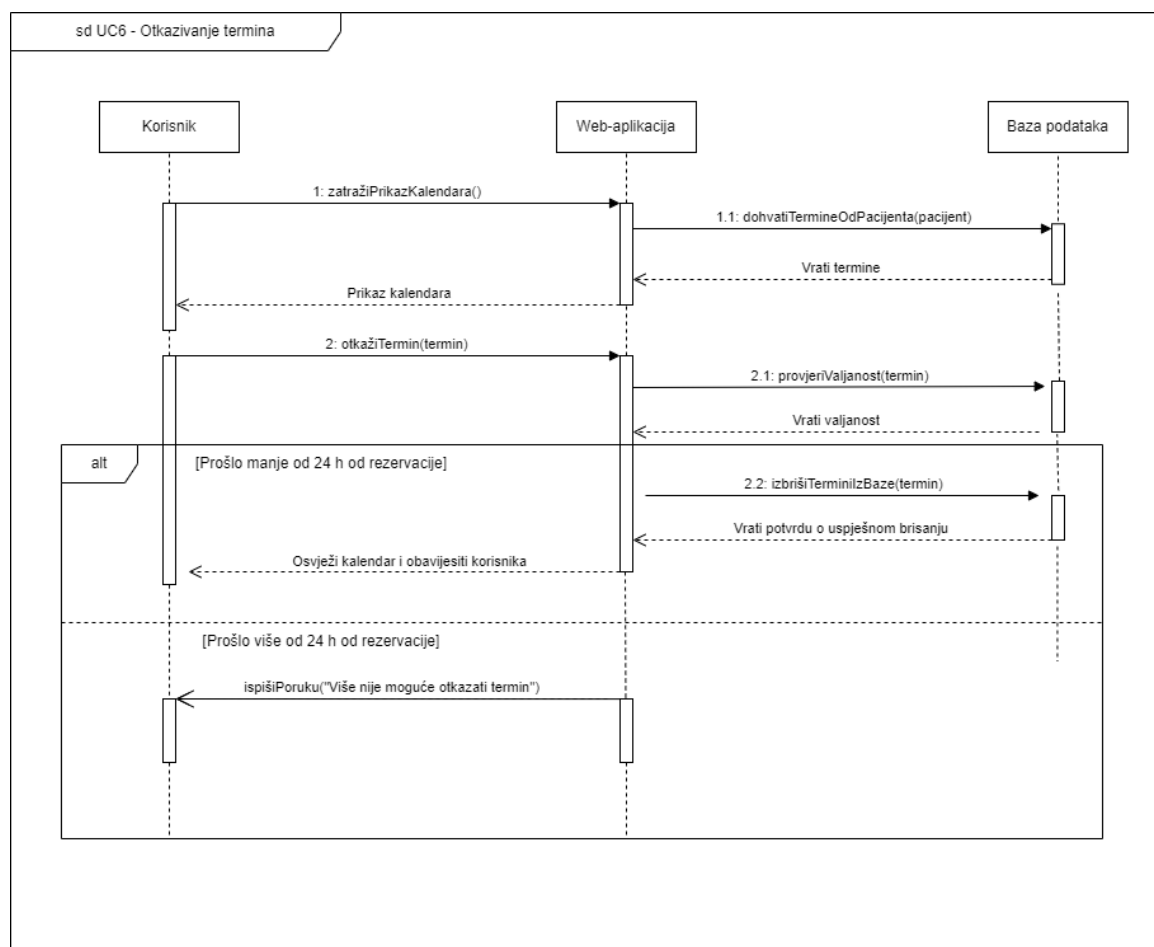 sd UC6 - Otkazivanje termina
Korisnik
Web-aplikacija
Baza podataka
1: zatražiPrikazKalendara()
1.1: dohvatiTermineOdPacijenta(pacijent)
Vrati termine
Prikaz kalendara
2: otkažiTermin(termin)
2.1: provjeriValjanost(termin)
Vrati valjanost
alt
[Prošlo manje od 24 h od rezervacije]
2.2: izbrišiTerminiIzBaze(termin)
Vrati potvrdu o uspješnom brisanju
Osvježi kalendar i obavijesiti korisnika
[Prošlo više od 24 h od rezervacije]
ispišiPoruku("Više nije moguće otkazati termin")